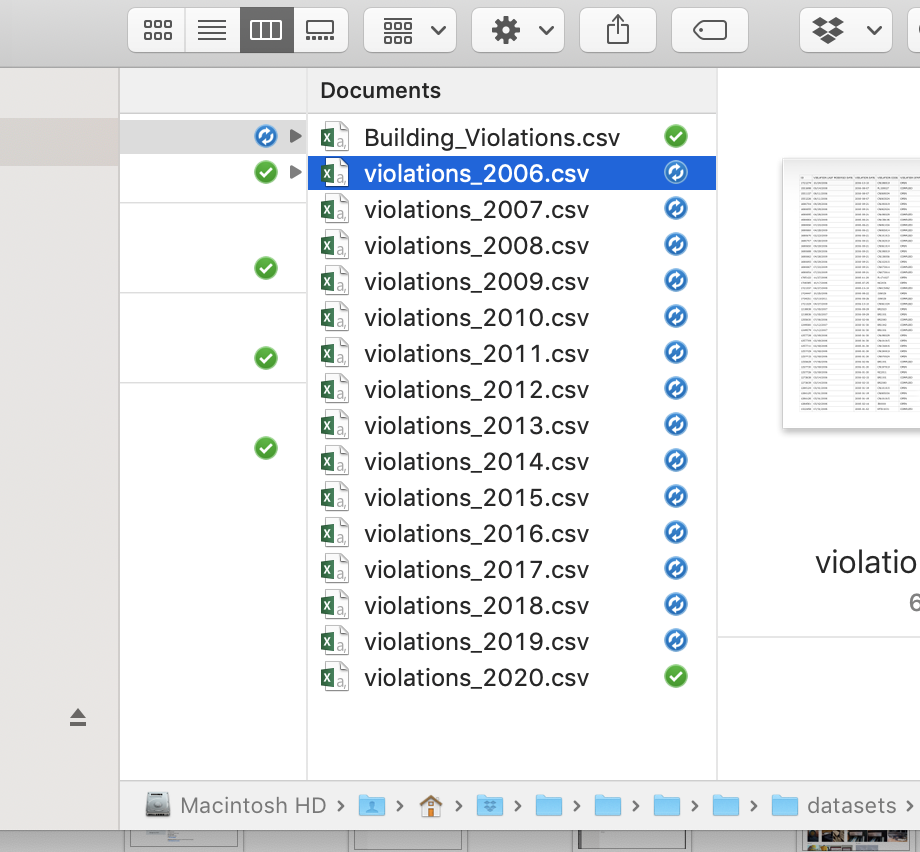 Documents
Building_Violations.csv
violations_2006.csv
violations_2007.csv
violations_2008.csv
violations_2009.csv
violations_2010.csv
violations_2011.csv
violations_2012.csv
violations_2013.csv
violations_2014.csv
violations_2015.csv
violations_2016.csv
violations_2017.csv
violations_2018.csv
violations_2019.csv
violations_2020.csv
violatio
6
Macintosh HD › › › › › › › › datasets ›